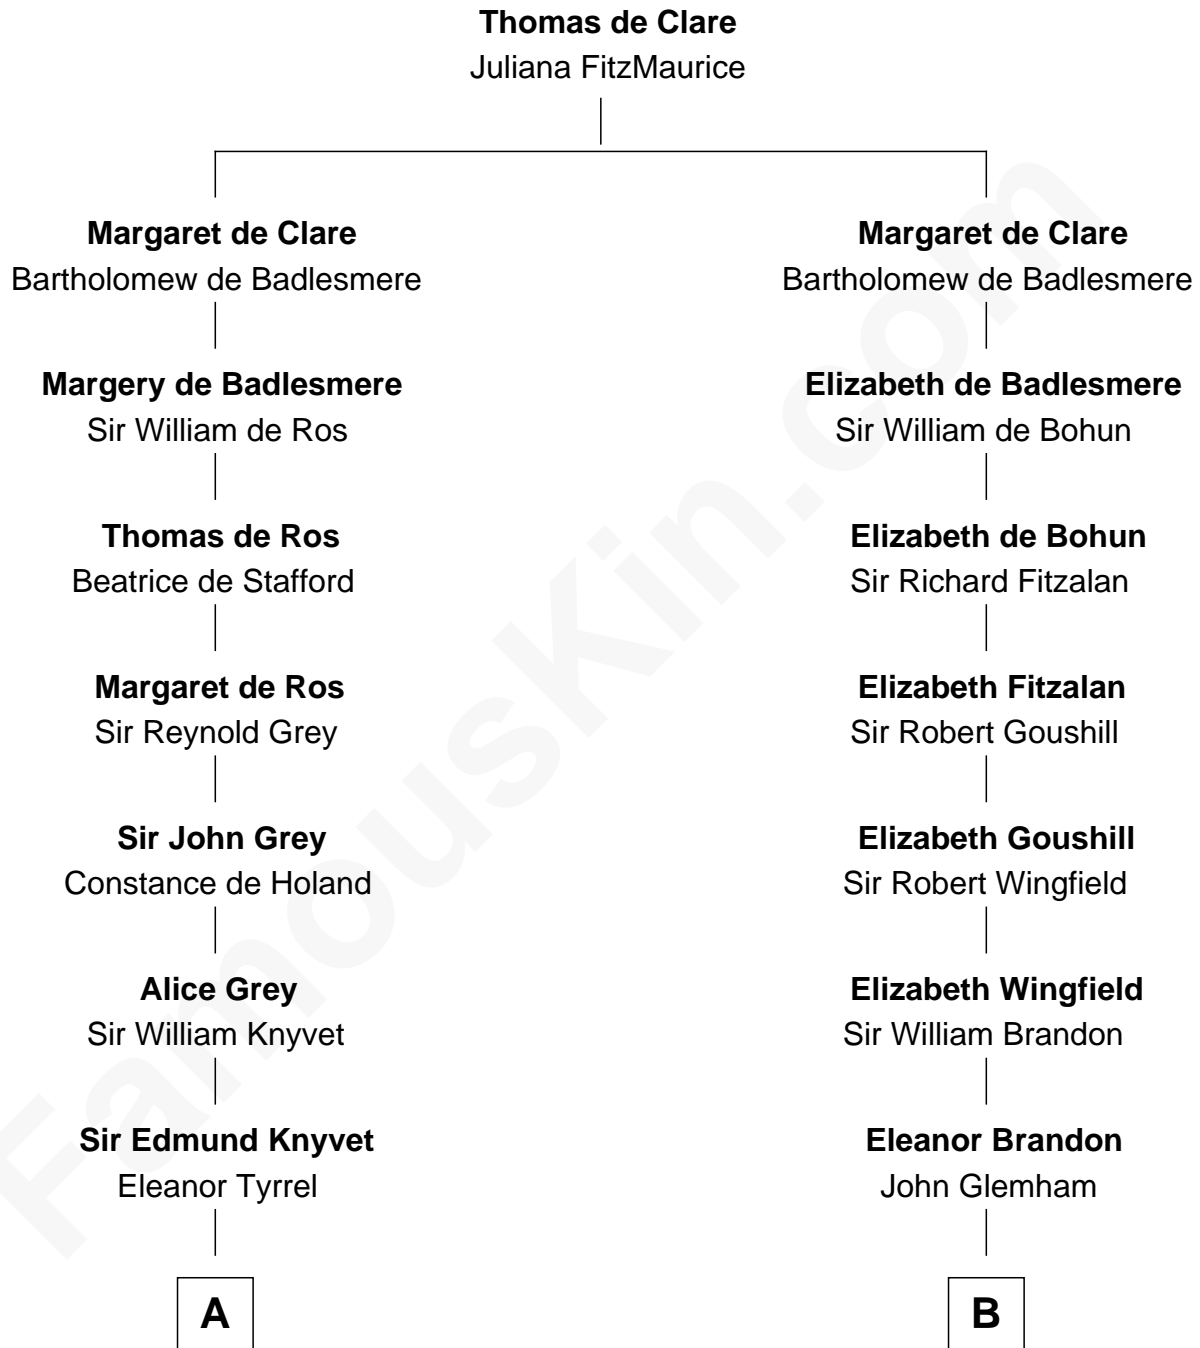 Thomas de Clare
Juliana FitzMaurice
Margaret de Clare
Bartholomew de Badlesmere
Margery de Badlesmere
Sir William de Ros
Thomas de Ros
Beatrice de Stafford
Margaret de Ros
Sir Reynold Grey
Sir John Grey
Constance de Holand
Alice Grey
Sir William Knyvet
Sir Edmund Knyvet
Eleanor Tyrrel
A
Margaret de Clare
Bartholomew de Badlesmere
Elizabeth de Badlesmere
Sir William de Bohun
Elizabeth de Bohun
Sir Richard Fitzalan
Elizabeth Fitzalan
Sir Robert Goushill
Elizabeth Goushill
Sir Robert Wingfield
Elizabeth Wingfield
Sir William Brandon
Eleanor Brandon
John Glemham
B
FamousKin.com